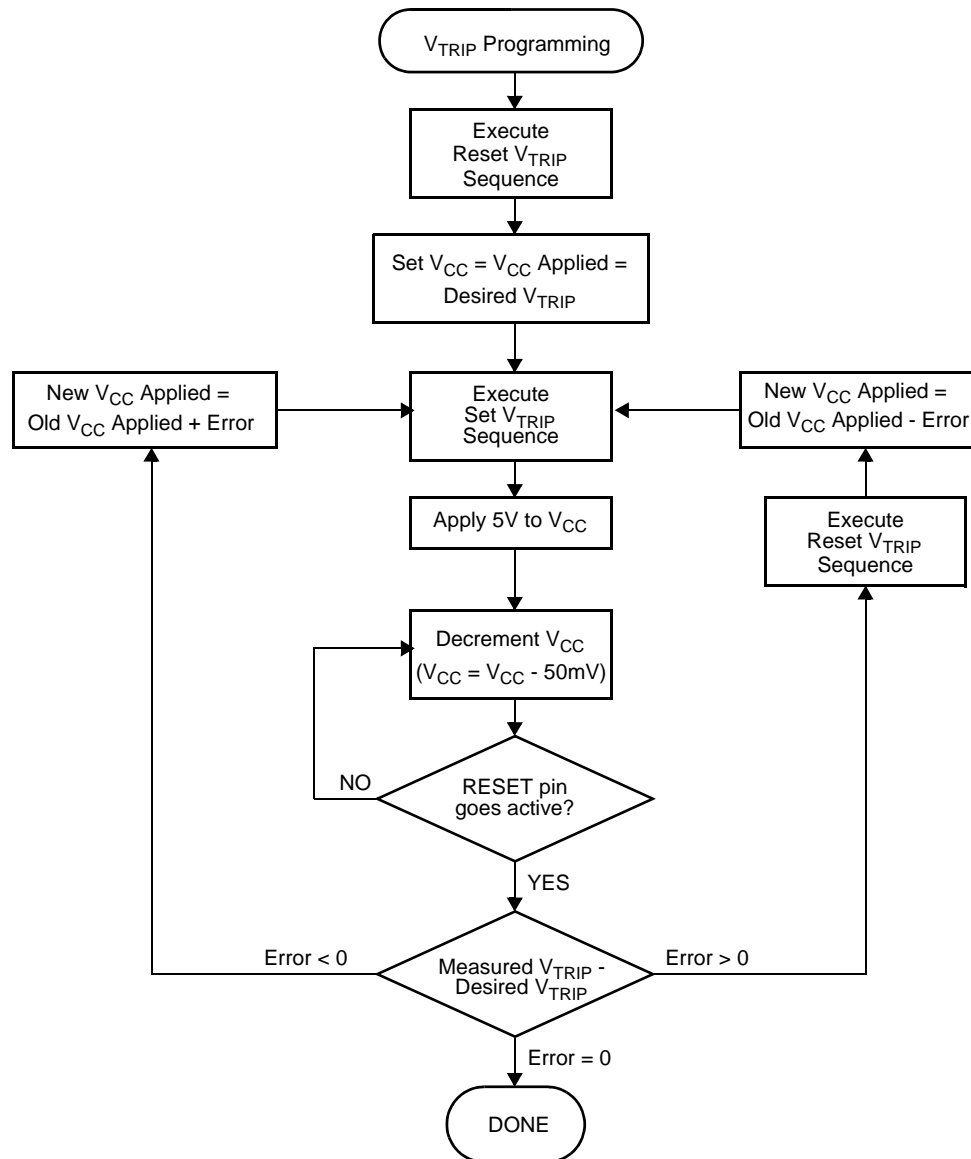 VTRIP Programming
Execute
Reset VTRIP
Sequence
Set VCC = VCC Applied =
Desired VTRIP
New VCC Applied =
Old VCC Applied + Error
Execute
Set VTRIP
Sequence
New VCC Applied =
Old VCC Applied - Error
Apply 5V to VCC
Execute
Reset VTRIP
Sequence
Decrement VCC
(VCC = VCC - 50mV)
NO
RESET pin
goes active?
YES
Error < 0
Measured VTRIP -
Desired VTRIP
Error > 0
Error = 0
DONE